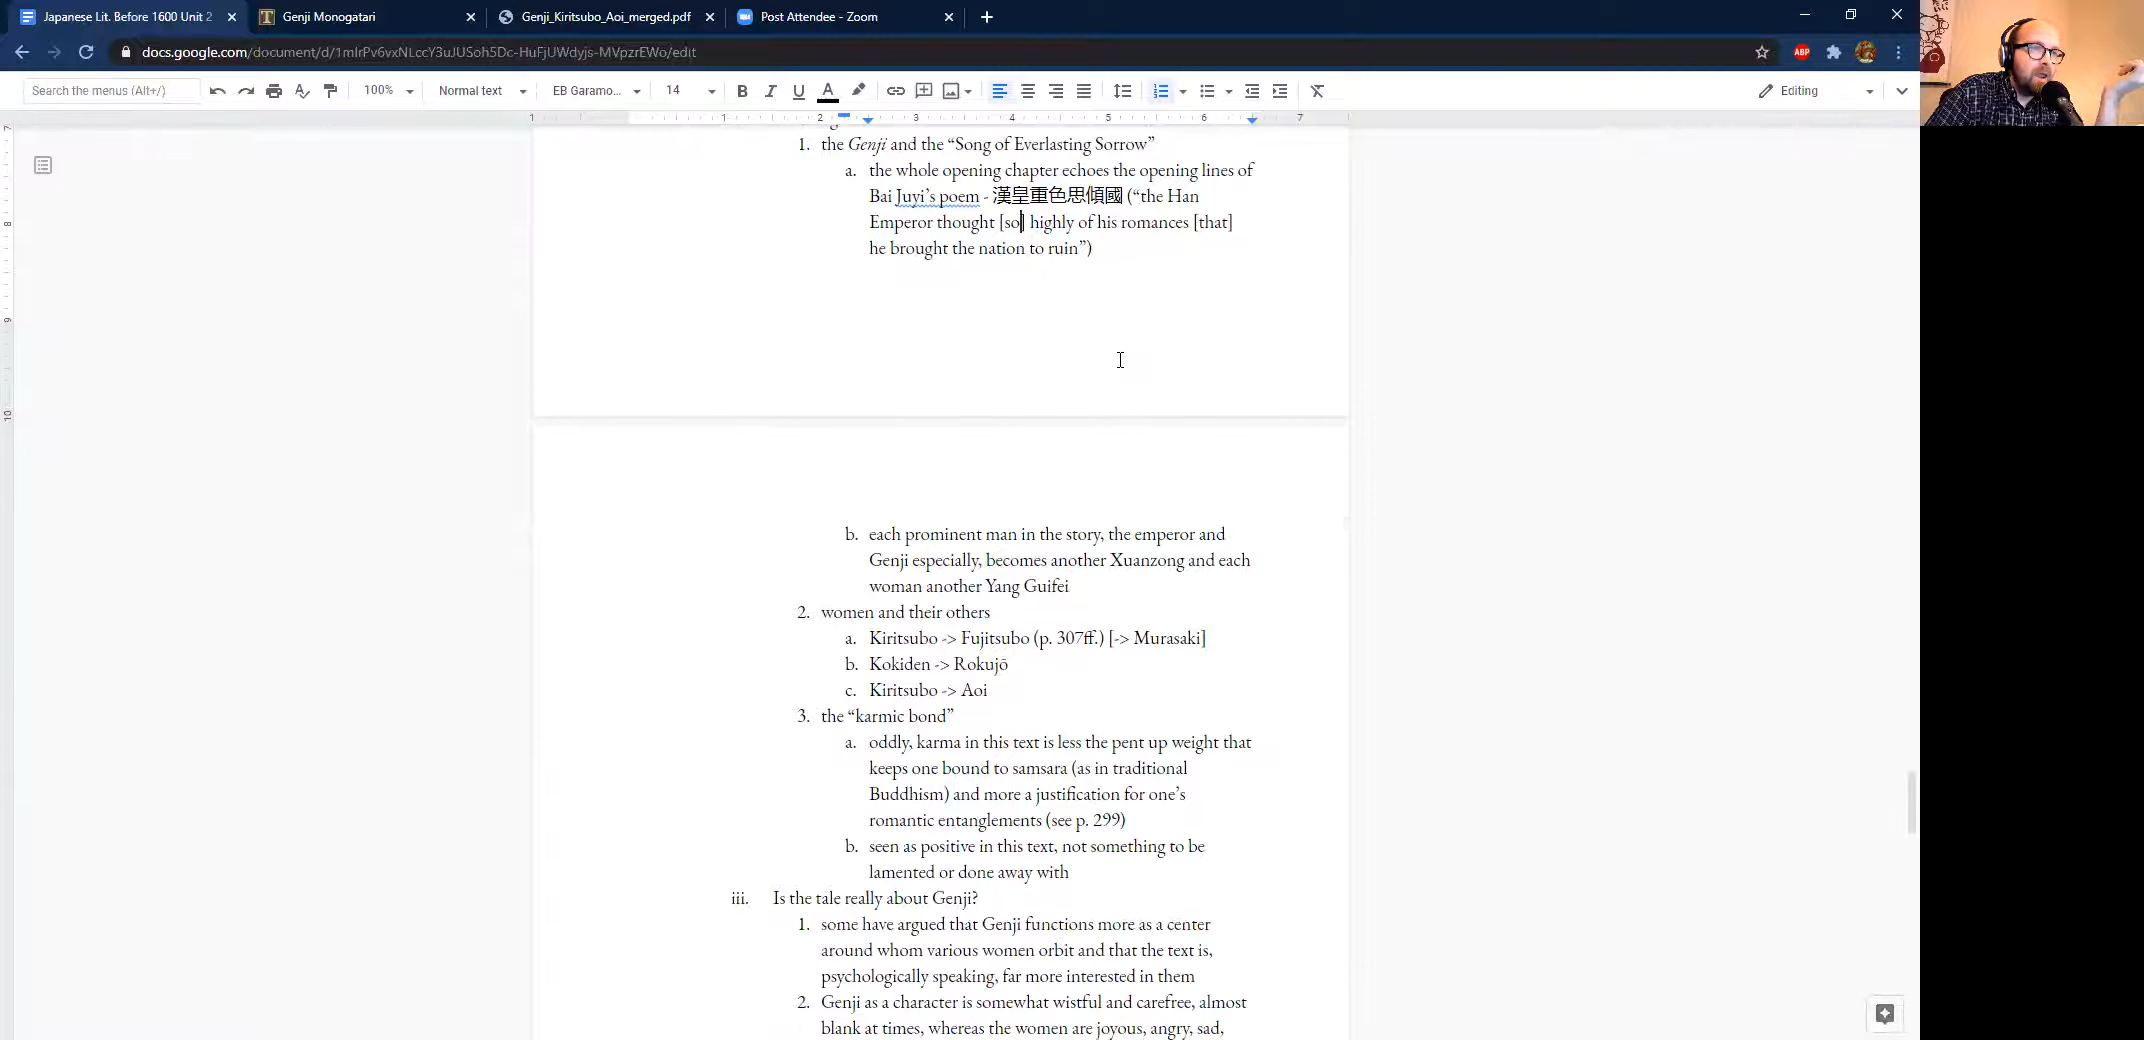 Japanese Lit. Before 1600 Unit 2
Genji Monogatari
Genji_Kiritsubo_Aoi_merged.pdf
Post Attendee - Zoom
docs.google.com/document/d/1mIrPv6vxNLccY3uJUSoh5Dc-HuFjUWdyjs-MVpzrEWo/edit
ABP
Search the menus (Alt+/)
100%
Normal text
EB Garamo...
14
Editing
1 1 2 3 4 5 6 7
1. the Genji and the “Song of Everlasting Sorrow”
a. the whole opening chapter echoes the opening lines of
Bai Juyi’s poem - 漢皇重色思傾國 (“the Han
Emperor thought [so] highly of his romances [that]
he brought the nation to ruin”)
b. each prominent man in the story, the emperor and
Genji especially, becomes another Xuanzong and each
woman another Yang Guifei
2. women and their others
a. Kiritsubo -> Fujitsubo (p. 307ff.) [-> Murasaki]
b. Kokiden -> Rokujō
c. Kiritsubo -> Aoi
3. the “karmic bond”
a. oddly, karma in this text is less the pent up weight that
keeps one bound to samsara (as in traditional
Buddhism) and more a justification for one’s
romantic entanglements (see p. 299)
b. seen as positive in this text, not something to be
lamented or done away with
iii. Is the tale really about Genji?
1. some have argued that Genji functions more as a center
around whom various women orbit and that the text is,
psychologically speaking, far more interested in them
2. Genji as a character is somewhat wistful and carefree, almost
blank at times, whereas the women are joyous, angry, sad,